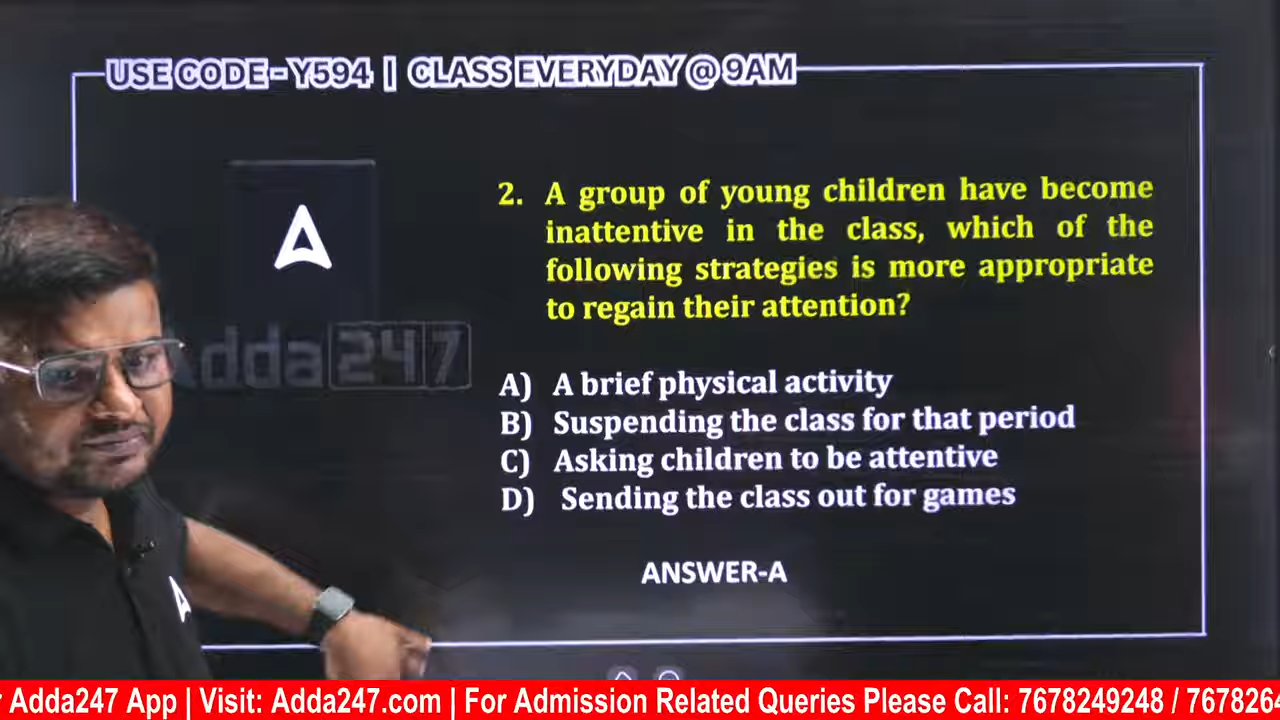 USE CODE - Y594 | CLASS EVERYDAY @ 9AM
2. A group of young children have become
inattentive in the class, which of the
following strategies is more appropriate
to regain their attention?
Adda247
A) A brief physical activity
B) Suspending the class for that period
C) Asking children to be attentive
D) Sending the class out for games
ANSWER-A
Adda247 App | Visit: Adda247.com | For Admission Related Queries Please Call: 7678249248 /